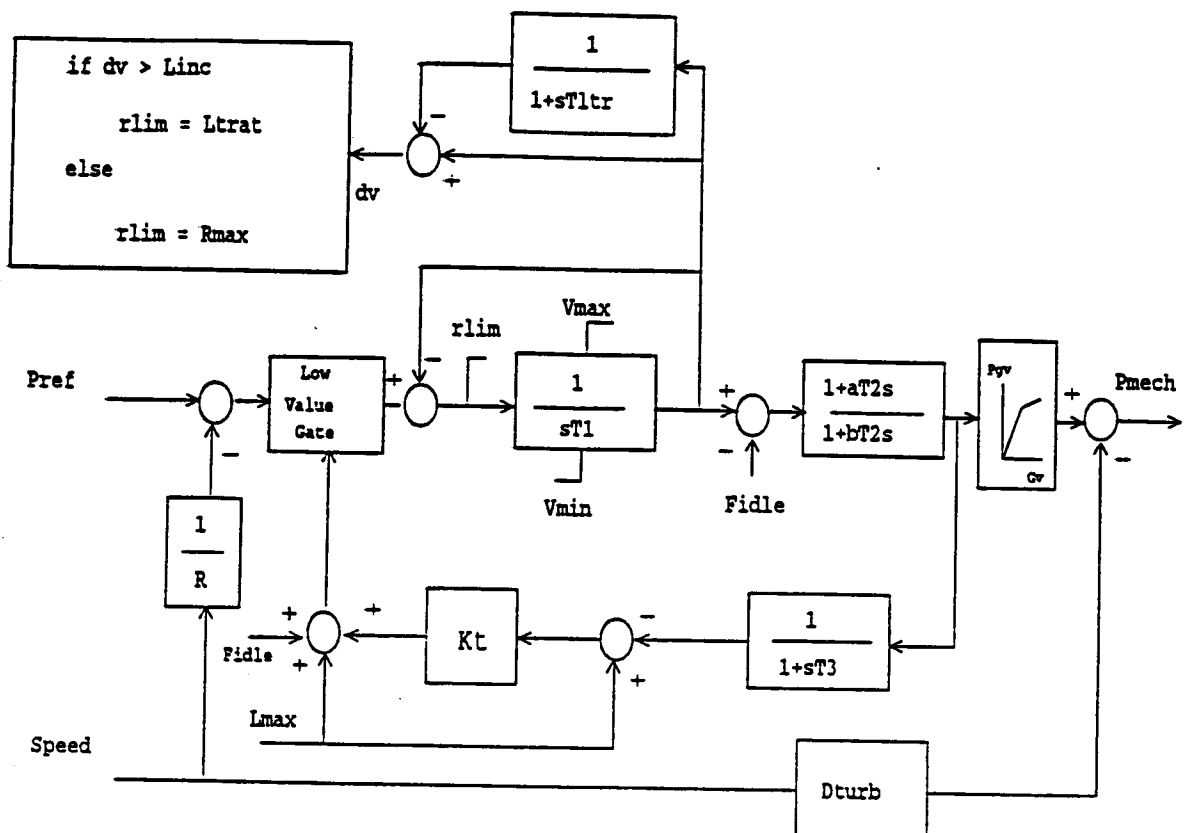 if dv > Linc
rlim = Ltrat
else
rlim = Rmax
1
1+sTltr
-
+
dv
Pref
-
1
R
Low
Value
Gate
+
-
-
rlim
Vmax
1
sT1
Vmin
+
-
Fidle
1+aT2s
1+bT2s
Pgv
Gv
+
-
Pmech
+
+
+
Fidle
Kt
-
+
1
1+sT3
Lmax
Speed
Dturb